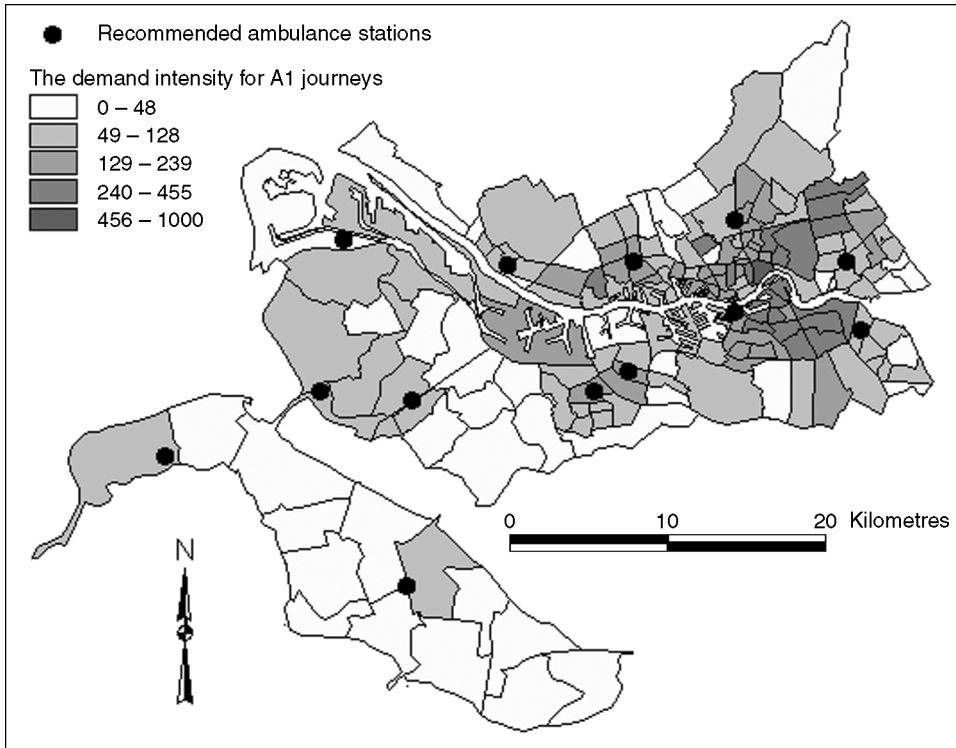 Recommended ambulance stations
The demand intensity for A1 journeys
0 – 48
49 – 128
129 – 239
240 – 455
456 – 1000
0 10 20 Kilometres
N